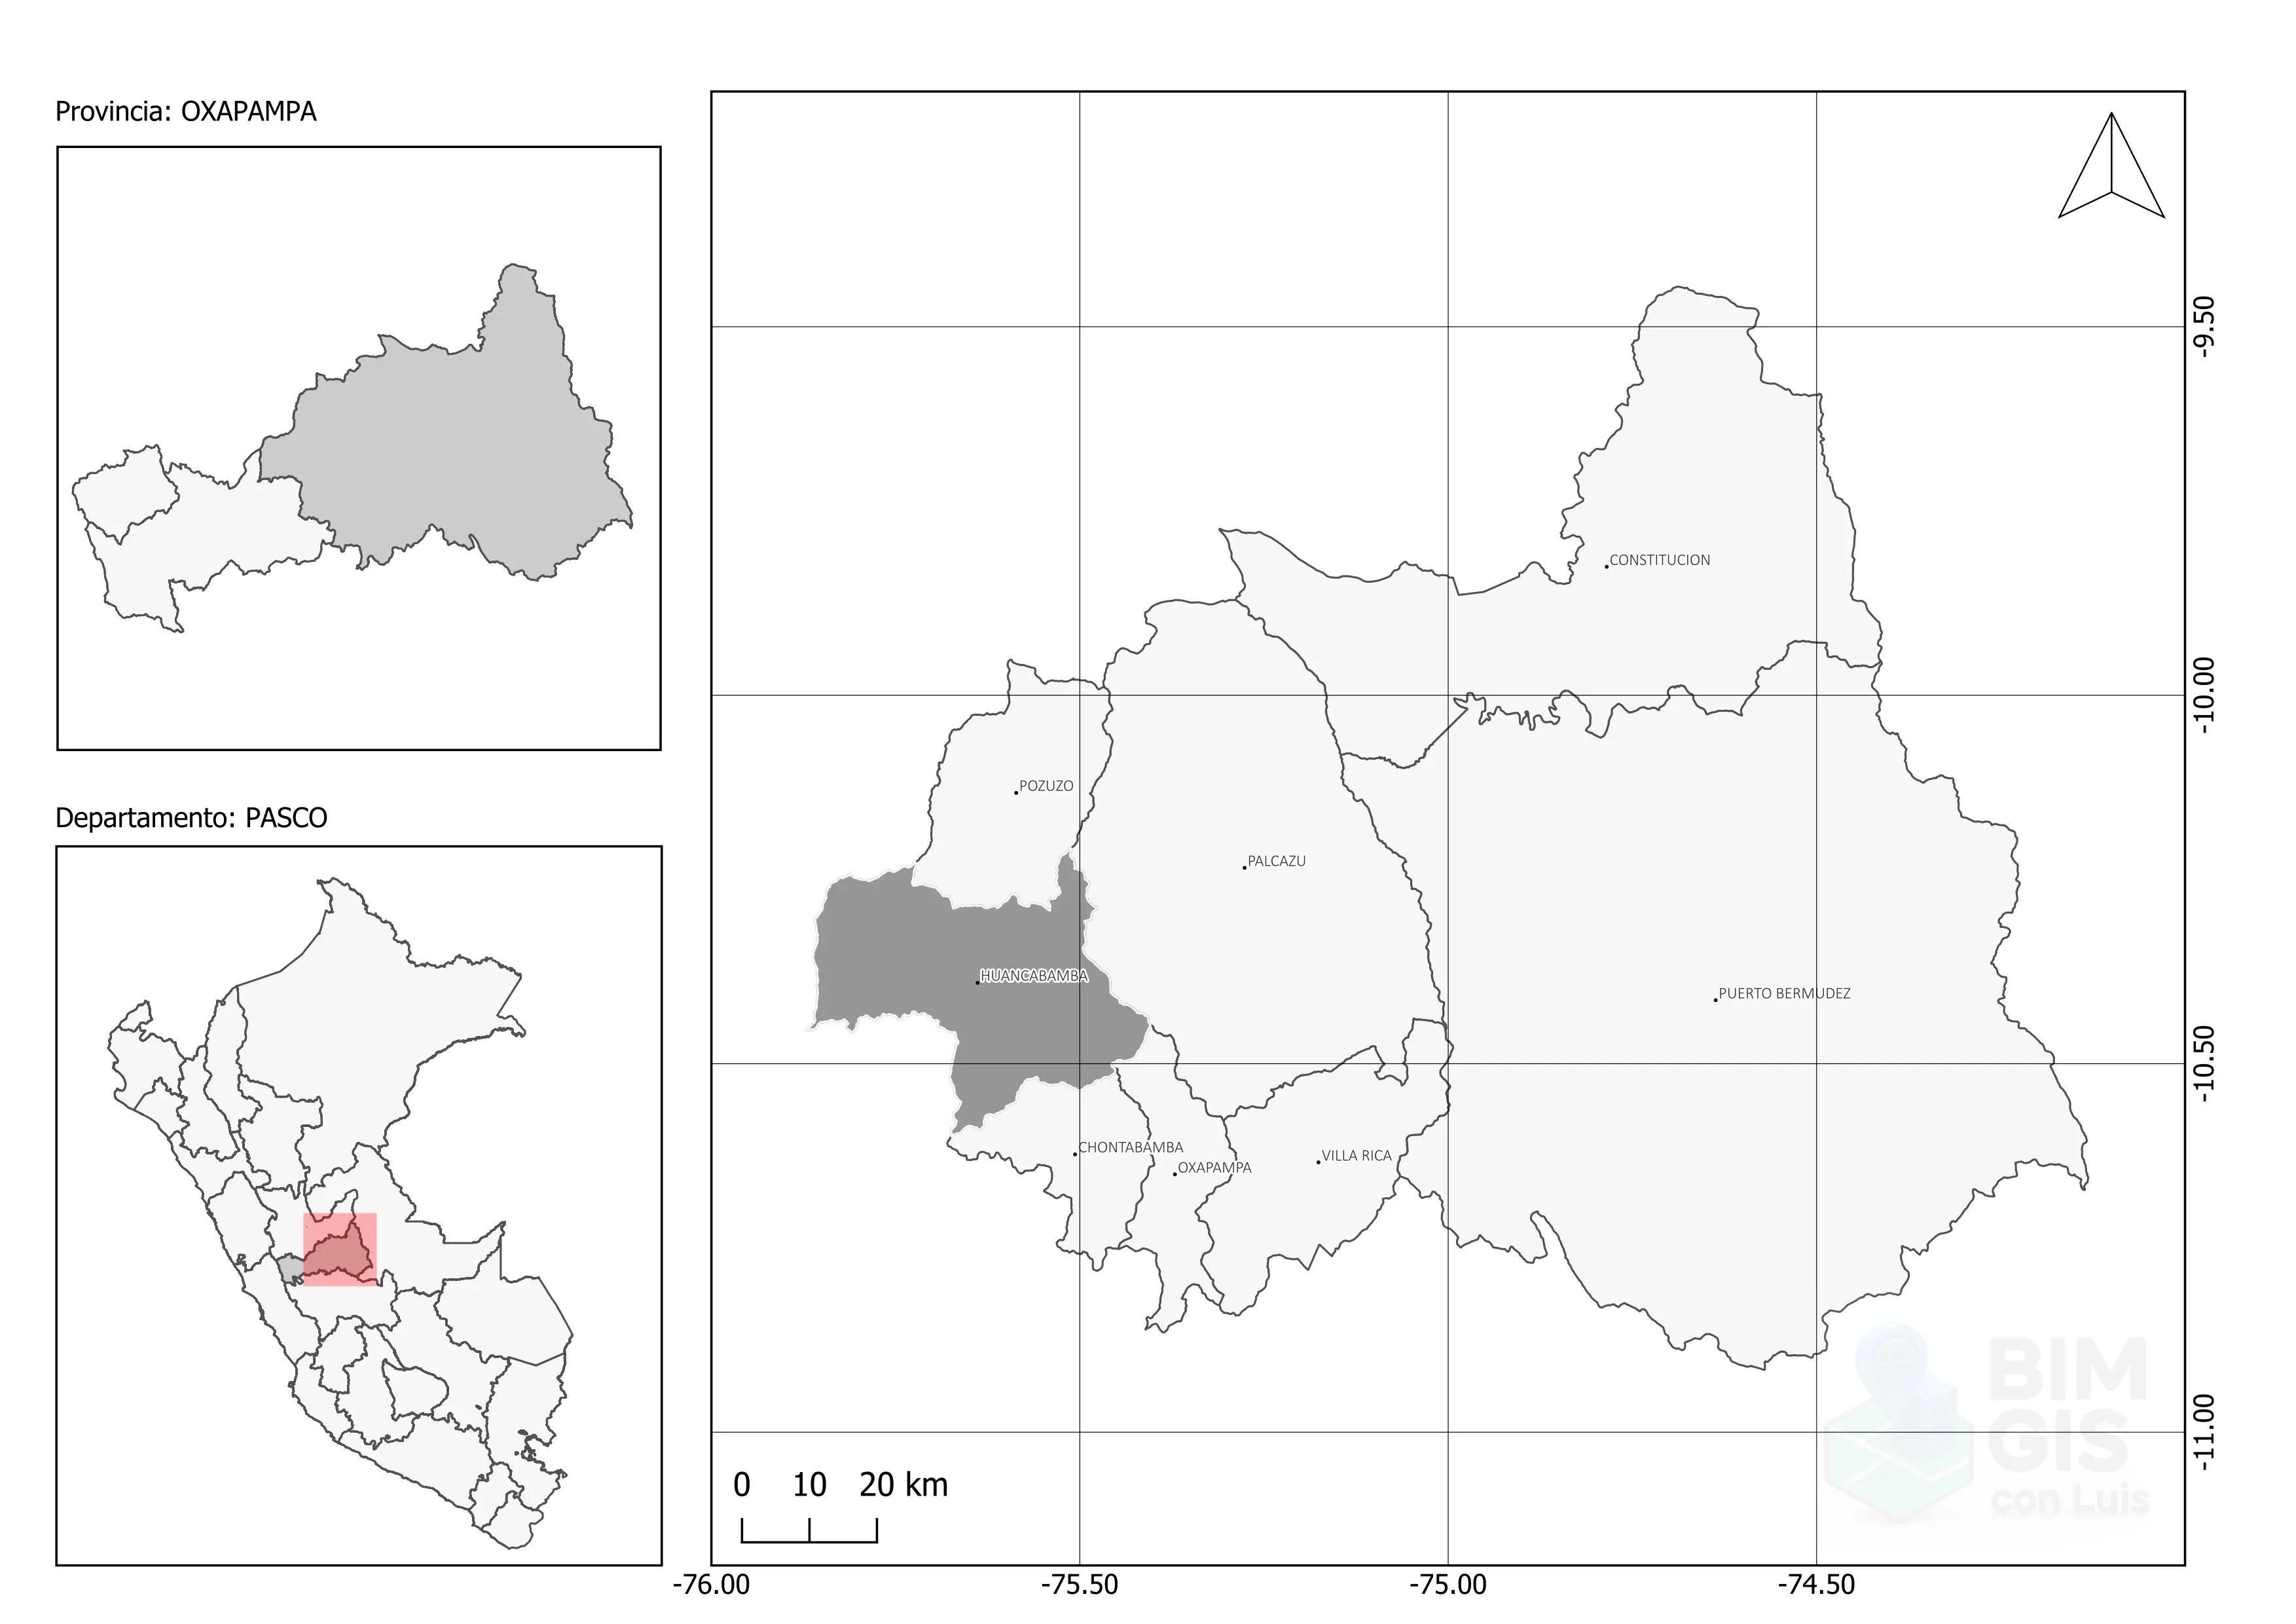 Provincia: OXAPAMPA
Departamento: PASCO
CONSTITUCION
POZUZO
PALCAZU
HUANCABAMBA
PUERTO BERMUDEZ
CHONTABAMBA
OXAPAMPA
VILLA RICA
-9.50
-10.00
-10.50
-11.00
BIM
GIS
con Luis
0 10 20 km
-76.00 -75.50 -75.00 -74.50